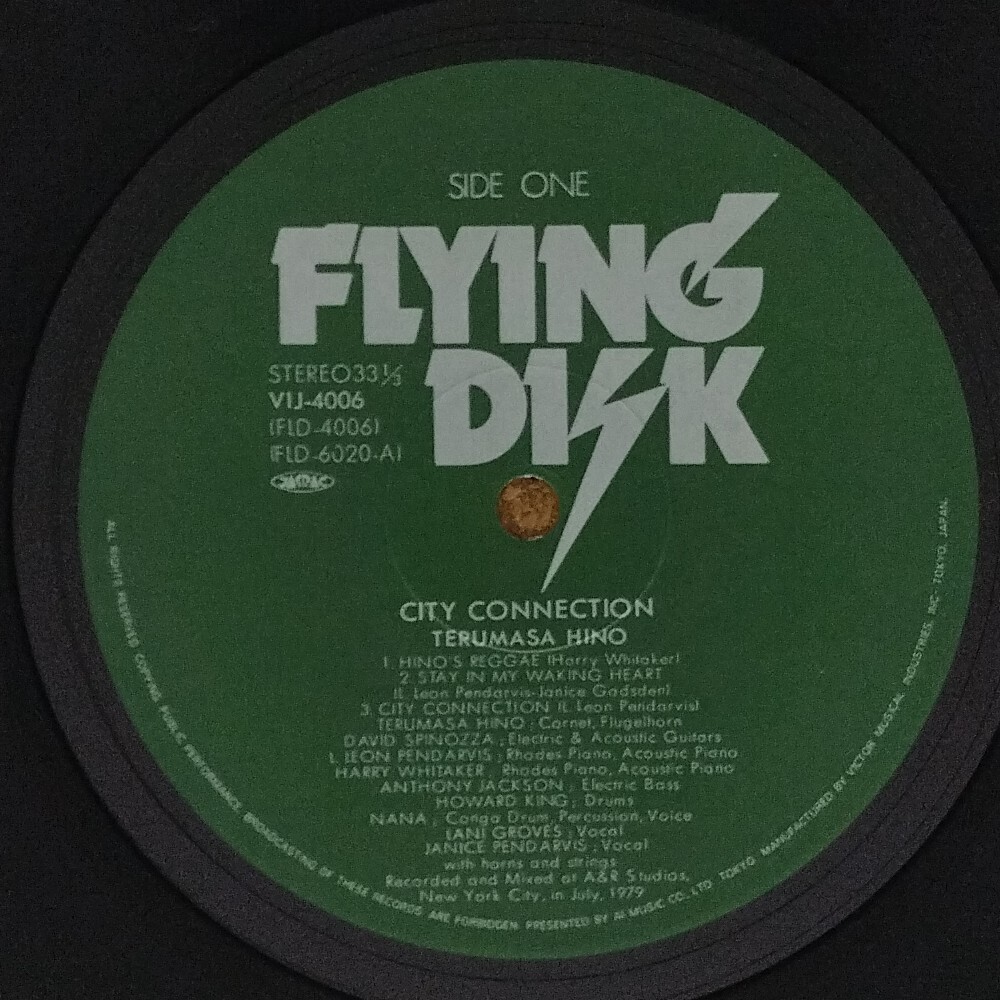 SIDE ONE
FLYING
DISK
STEREO33⅓
VIJ-4006
(FLD-4006)
(FLD-6020-A)
CITY CONNECTION
TERUMASA HINO
1. HINO'S REGGAE (Harry Whitaker)
2. STAY IN MY WAKING HEART
(L. Leon Pendarvis-Janice Gadsden)
3. CITY CONNECTION (L. Leon Pendarvis)
TERUMASA HINO ; Cornet, Flugelhorn
DAVID SPINOZZA ; Electric & Acoustic Guitars
L. LEON PENDARVIS ; Rhodes Piano, Acoustic Piano
HARRY WHITAKER ; Rhodes Piano, Acoustic Piano
ANTHONY JACKSON ; Electric Bass
HOWARD KING ; Drums
NANA ; Conga Drum, Percussion, Voice
LANI GROVES ; Vocal
JANICE PENDARVIS ; Vocal
with horns and strings
Recorded and Mixed at A&R Studios,
New York City, in July, 1979
ALL RIGHTS RESERVED COPYING, PUBLIC PERFORMANCE, BROADCASTING OF THESE RECORDS ARE FORBIDDEN. PRESENTED BY AI MUSIC CO., LTD. TOKYO. MANUFACTURED BY VICTOR MUSICAL INDUSTRIES, INC. TOKYO, JAPAN.